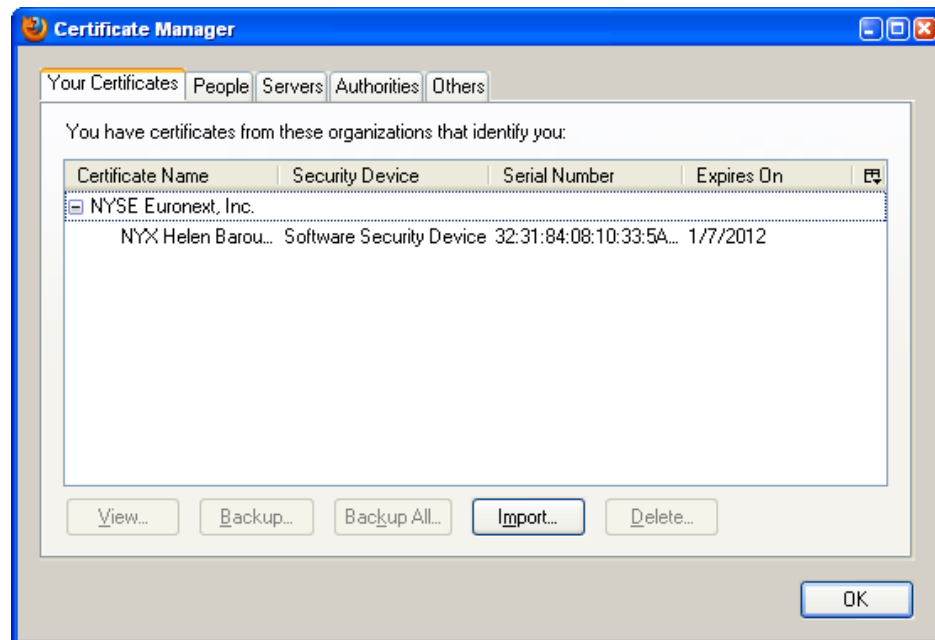 Certificate Manager
Your Certificates People Servers Authorities Others
You have certificates from these organizations that identify you:
Certificate Name Security Device Serial Number Expires On
NYSE Euronext, Inc.
NYX Helen Barou... Software Security Device 32:31:84:08:10:33:5A... 1/7/2012
View... Backup... Backup All... Import... Delete...
OK